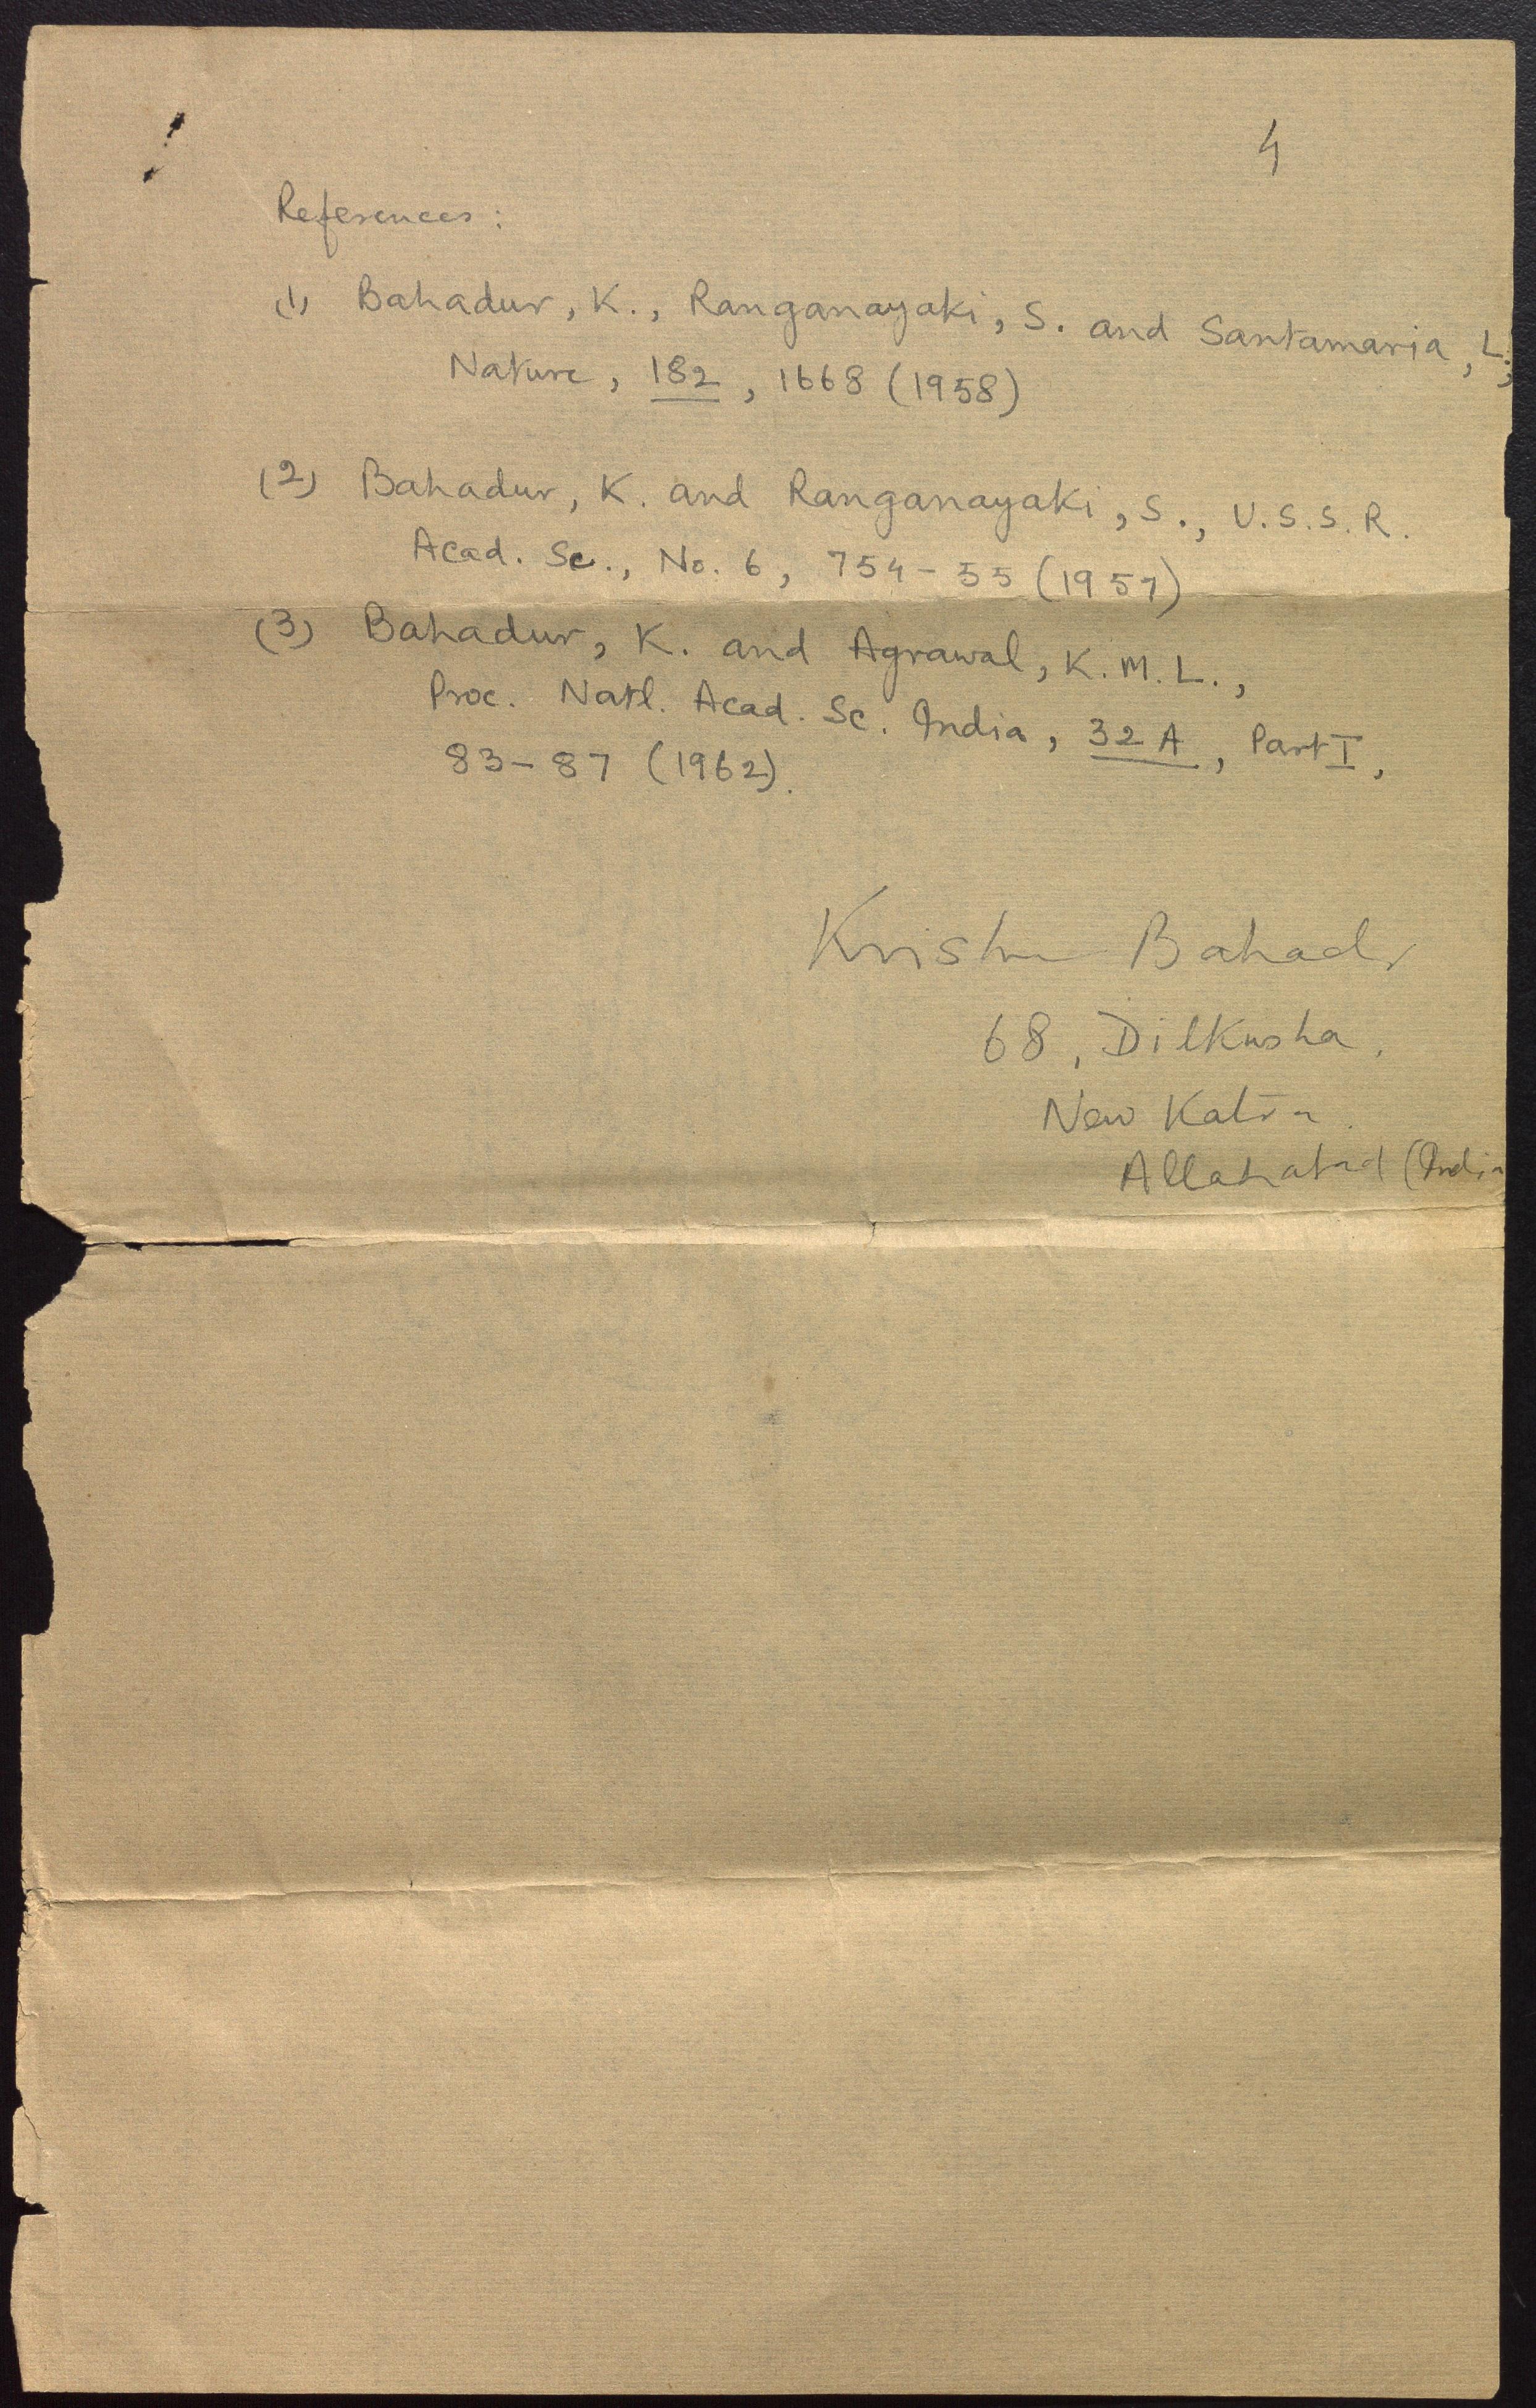 4
References:
(1) Bahadur, K., Ranganayaki, S. and Santamaria, L.,
Nature, 182, 1668 (1958)
(2) Bahadur, K. and Ranganayaki, S., U.S.S.R.
Acad. Sc., No. 6, 754-55 (1957)
(3) Bahadur, K. and Agrawal, K.M.L.,
Proc. Natl. Acad. Sc. India, 32 A, Part I,
83-87 (1962).
Krishna Bahadur
68, Dilkusha,
New Katra.
Allahabad (India